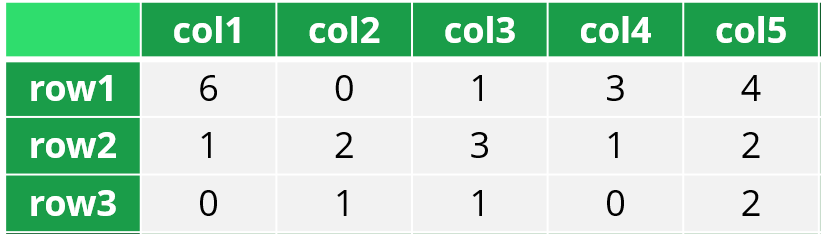 col1 col2 col3 col4 col5
row1 6 0 1 3 4
row2 1 2 3 1 2
row3 0 1 1 0 2